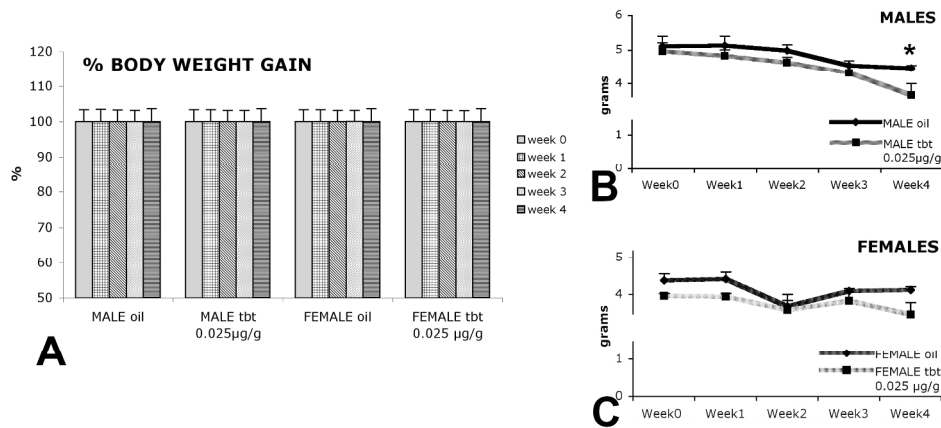 % BODY WEIGHT GAIN
120
110
100
90
80
70
60
50
%
MALE oil
MALE tbt
0.025µg/g
FEMALE oil
FEMALE tbt
0.025 µg/g
week 0
week 1
week 2
week 3
week 4
A
MALES
6
5
4
1
0
grams
*
MALE oil
MALE tbt
0.025µg/g
Week0
Week1
Week2
Week3
Week4
B
FEMALES
5
4
1
0
grams
FEMALE oil
FEMALE tbt
0.025 µg/g
Week0
Week1
Week2
Week3
Week4
C